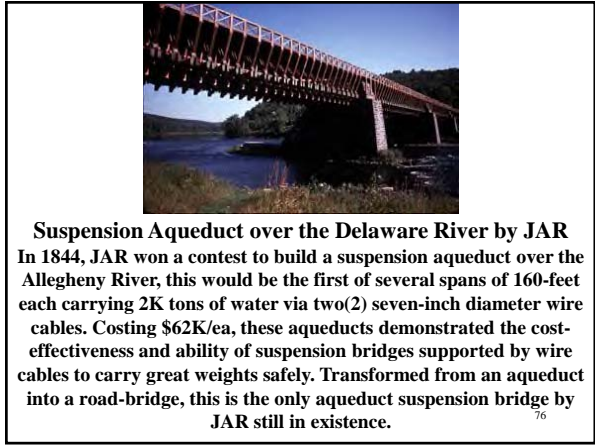 Suspension Aqueduct over the Delaware River by JAR
In 1844, JAR won a contest to build a suspension aqueduct over the
Allegheny River, this would be the first of several spans of 160-feet
each carrying 2K tons of water via two(2) seven-inch diameter wire
cables. Costing $62K/ea, these aqueducts demonstrated the cost-
effectiveness and ability of suspension bridges supported by wire
cables to carry great weights safely. Transformed from an aqueduct
into a road-bridge, this is the only aqueduct suspension bridge by
JAR still in existence.
76